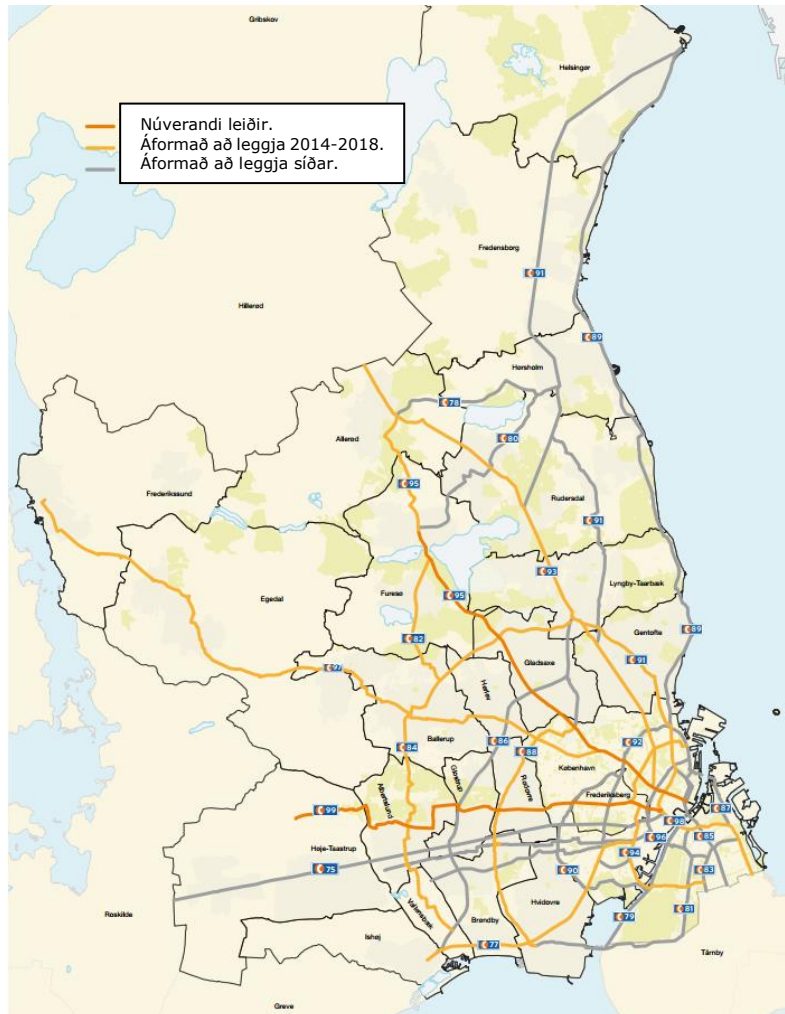 Gribskov
Helsingør
Núverandi leiðir.
Áformað að leggja 2014-2018.
Áformað að leggja síðar.
Fredensborg
91
Hillerød
89
Hørsholm
78
Allerød
80
95
Frederikssund
Rudersdal
91
93
Lyngby-Taarbæk
Egedal
Furesø
95
82
Gentofte
89
91
Gladsaxe
97
Herlev
Ballerup
84
86
88
92
København
Albertslund
Glostrup
Rødovre
Frederiksberg
99
87
98
85
96
Høje-Taastrup
75
94
90
83
Vallensbæk
Hvidovre
Roskilde
Ishøj
Brøndby
77
79
81
Tårnby
Greve